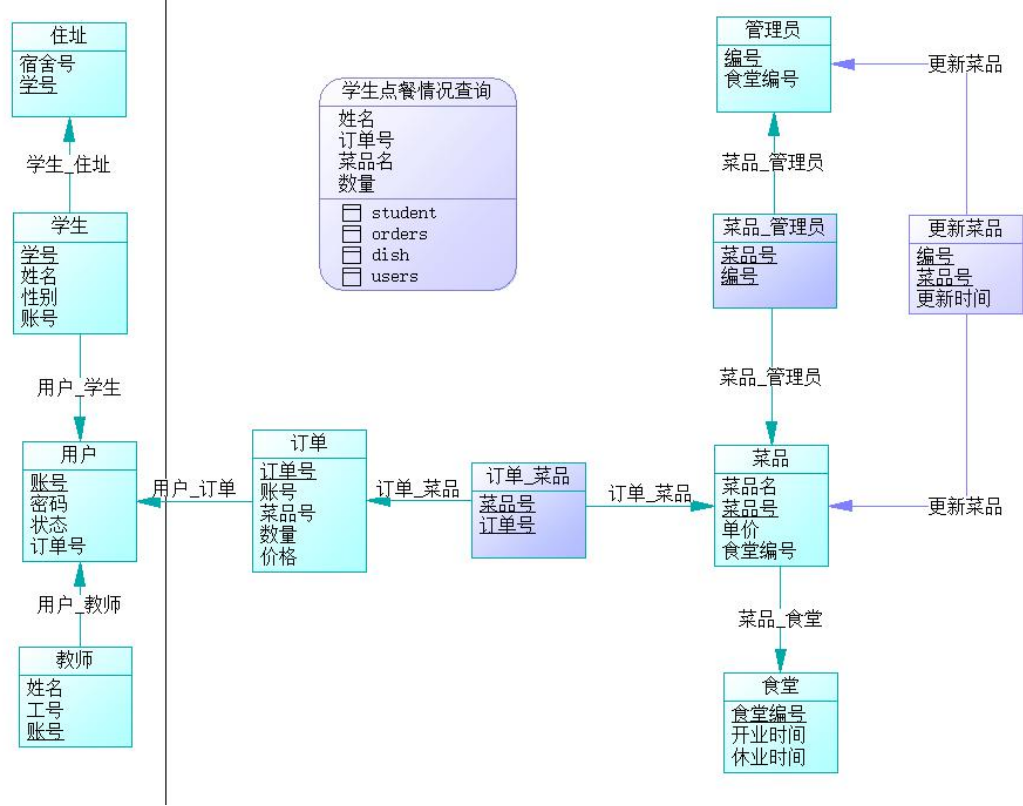 住址
宿舍号
学号
学生_住址
学生
学号
姓名
性别
账号
用户_学生
用户
账号
密码
状态
订单号
用户_教师
教师
姓名
工号
账号
学生点餐情况查询
姓名
订单号
菜品名
数量
student
orders
dish
users
用户_订单
订单
订单号
账号
菜品号
数量
价格
订单_菜品
订单_菜品
菜品号
订单号
订单_菜品
管理员
编号
食堂编号
菜品_管理员
菜品_管理员
菜品号
编号
菜品_管理员
菜品
菜品名
菜品号
单价
食堂编号
菜品_食堂
食堂
食堂编号
开业时间
休业时间
更新菜品
更新菜品
编号
菜品号
更新时间
更新菜品